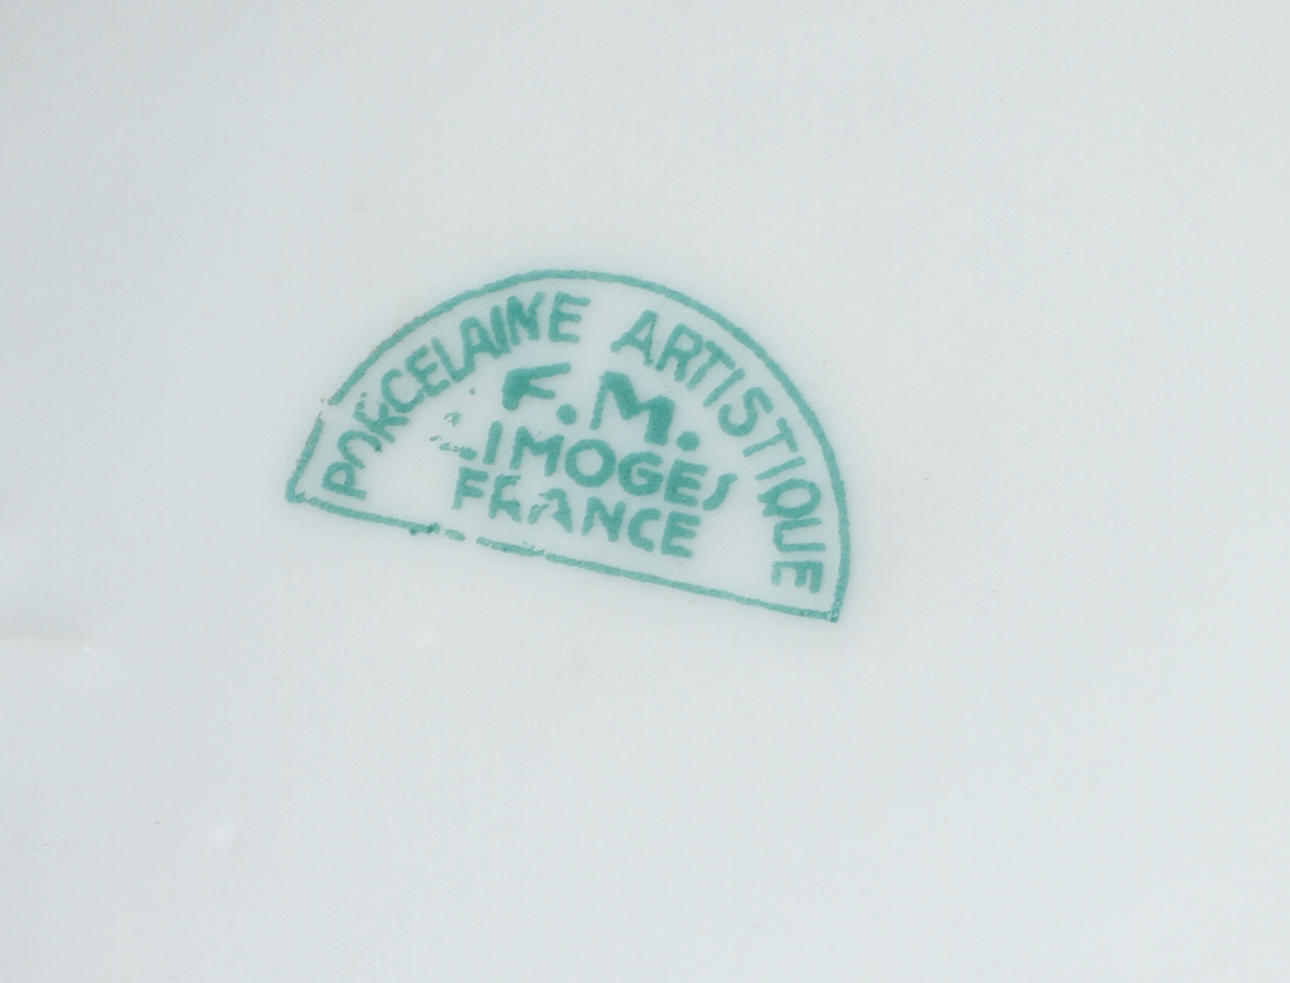 PORCELAINE ARTISTIQUE
F.M.
LIMOGES
FRANCE